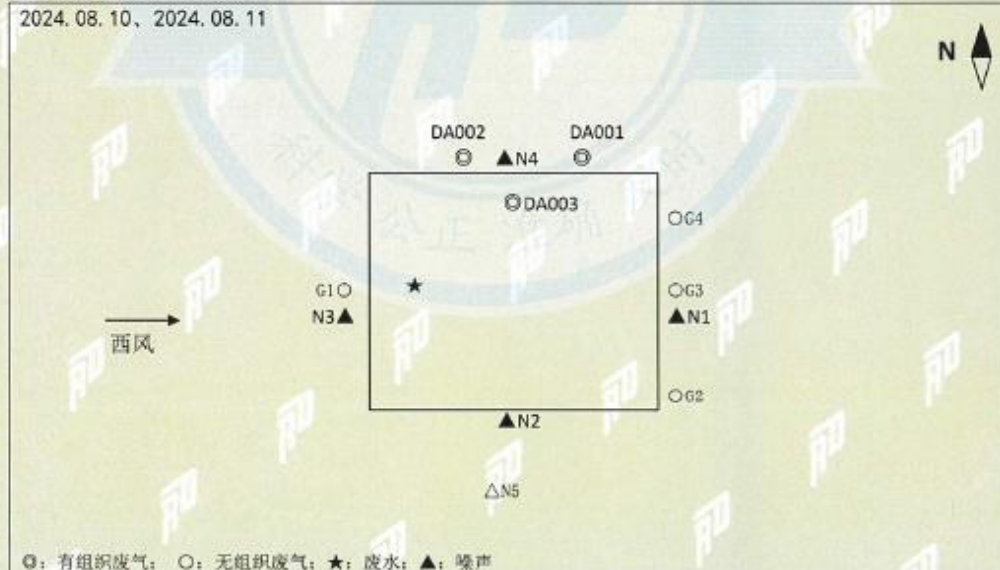 2024.08.10、2024.08.11
N
DA002
DA001
▲N4
◎DA003
○G4
G1○
★
○G3
N3▲
▲N1
西风
○G2
▲N2
△N5
◎：有组织废气； ○：无组织废气；★：废水；▲：噪声